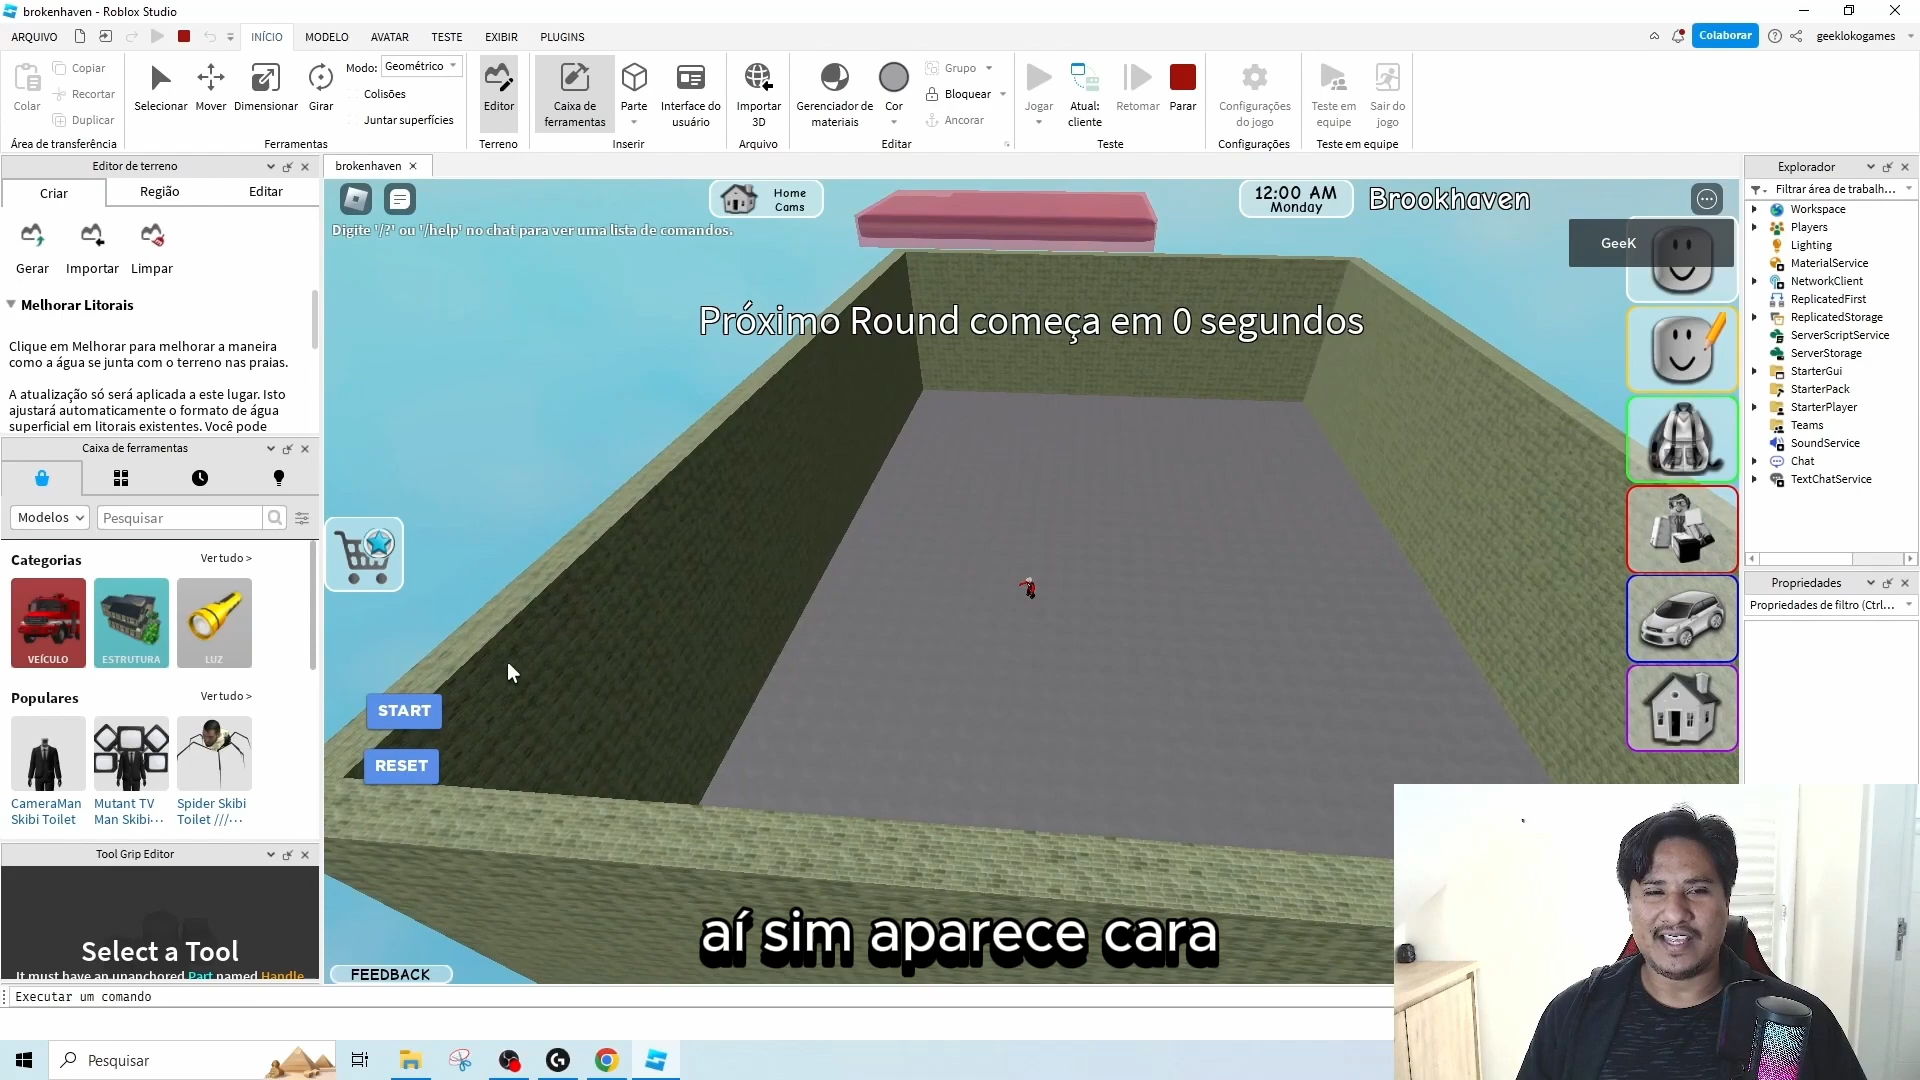 brokenhaven - Roblox Studio
ARQUIVO
INÍCIO
MODELO
AVATAR
TESTE
EXIBIR
PLUGINS
Colaborar
geeklokogames
Colar
Copiar
Recortar
Duplicar
Área de transferência
Selecionar
Mover
Dimensionar
Girar
Modo:
Geométrico
Colisões
Juntar superfícies
Ferramentas
Editor
Terreno
Caixa de
ferramentas
Parte
Interface do
usuário
Inserir
Importar
3D
Arquivo
Gerenciador de
materiais
Cor
Grupo
Bloquear
Ancorar
Editar
Jogar
Atual:
cliente
Retomar
Parar
Teste
Configurações
do jogo
Configurações
Teste em
equipe
Sair do
jogo
Teste em equipe
Editor de terreno
Criar
Região
Editar
Gerar
Importar
Limpar
Melhorar Litorais
Clique em Melhorar para melhorar a maneira
como a água se junta com o terreno nas praias.
A atualização só será aplicada a este lugar. Isto
ajustará automaticamente o formato de água
superficial em litorais existentes. Você pode
Caixa de ferramentas
Modelos
Pesquisar
Categorias
Ver tudo >
VEÍCULO
ESTRUTURA
LUZ
Populares
Ver tudo >
CameraMan
Skibi Toilet
Mutant TV
Man Skibi...
Spider Skibi
Toilet ///...
Tool Grip Editor
Select a Tool
It must have an unanchored Part named Handle
Executar um comando
brokenhaven
Home
Cams
12:00 AM
Monday
Brookhaven
Digite '/?' ou '/help' no chat para ver uma lista de comandos.
GeeK
Próximo Round começa em 0 segundos
START
RESET
FEEDBACK
aí sim aparece cara
Explorador
Filtrar área de trabalh...
Workspace
Players
Lighting
MaterialService
NetworkClient
ReplicatedFirst
ReplicatedStorage
ServerScriptService
ServerStorage
StarterGui
StarterPack
StarterPlayer
Teams
SoundService
Chat
TextChatService
Propriedades
Propriedades de filtro (Ctrl...
Pesquisar